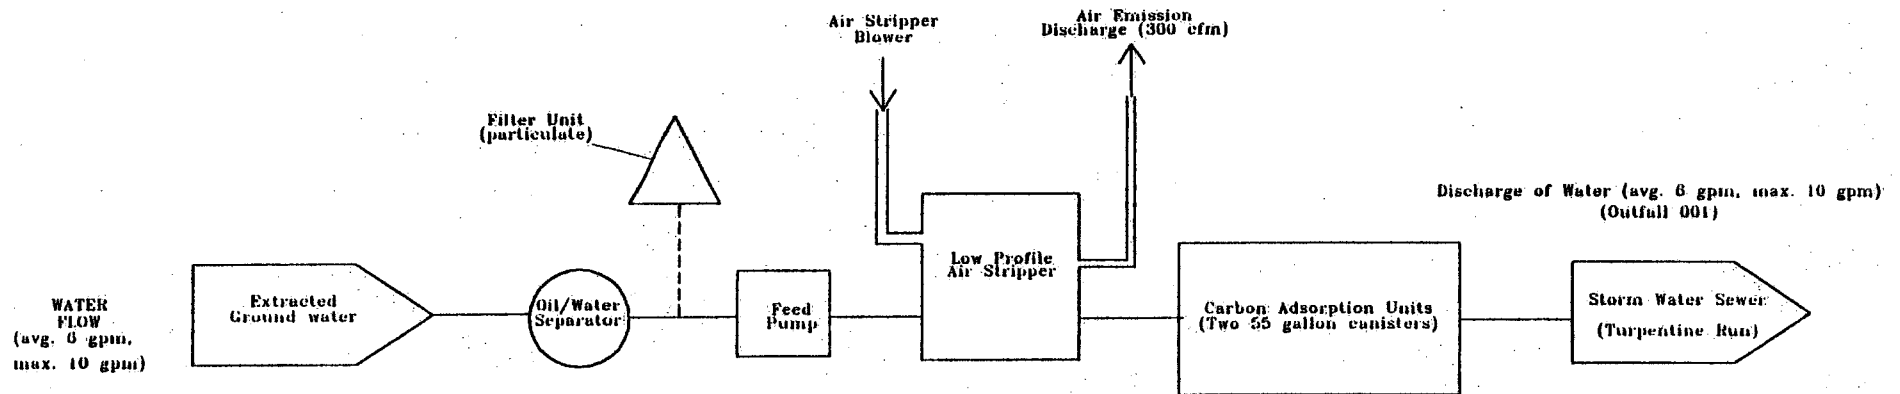 Air Stripper
Blower
Air Emission
Discharge (300 cfm)
Filter Unit
(particulate)
Discharge of Water (avg. 6 gpm, max. 10 gpm)
(Outfall 001)
WATER
FLOW
(avg. 6 gpm,
max. 10 gpm)
Extracted
Ground water
Oil/Water
Separator
Feed
Pump
Low Profile
Air Stripper
Carbon Adsorption Units
(Two 55 gallon canisters)
Storm Water Sewer
(Turpentine Run)